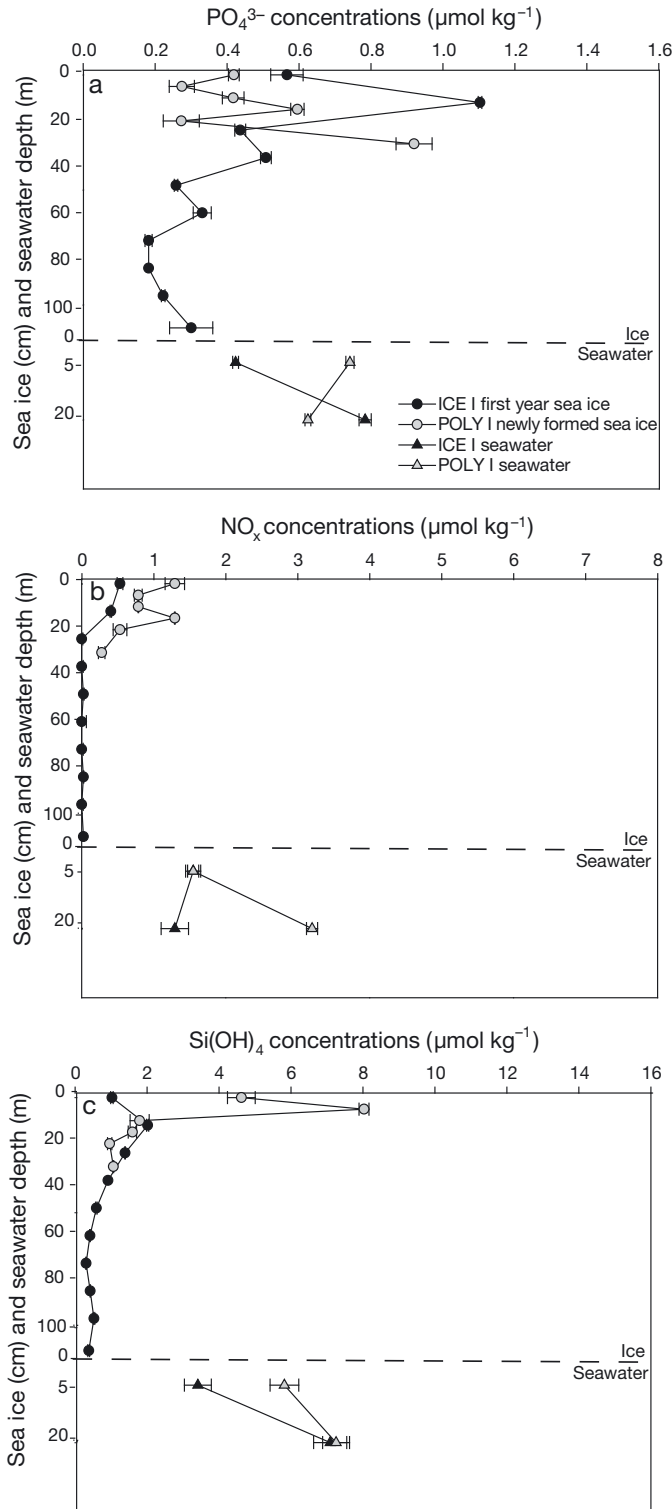 PO₄³⁻ concentrations (µmol kg⁻¹)
0.0 0.2 0.4 0.6 0.8 1.0 1.2 1.4 1.6
a
Sea ice (cm) and seawater depth (m)
0
20
40
60
80
100
0
5
20
Ice
Seawater
ICE I first year sea ice
POLY I newly formed sea ice
ICE I seawater
POLY I seawater
NOₓ concentrations (µmol kg⁻¹)
0 1 2 3 4 5 6 7 8
b
Sea ice (cm) and seawater depth (m)
0
20
40
60
80
100
0
5
20
Ice
Seawater
Si(OH)₄ concentrations (µmol kg⁻¹)
0 2 4 6 8 10 12 14 16
c
Sea ice (cm) and seawater depth (m)
0
20
40
60
80
100
0
5
20
Ice
Seawater